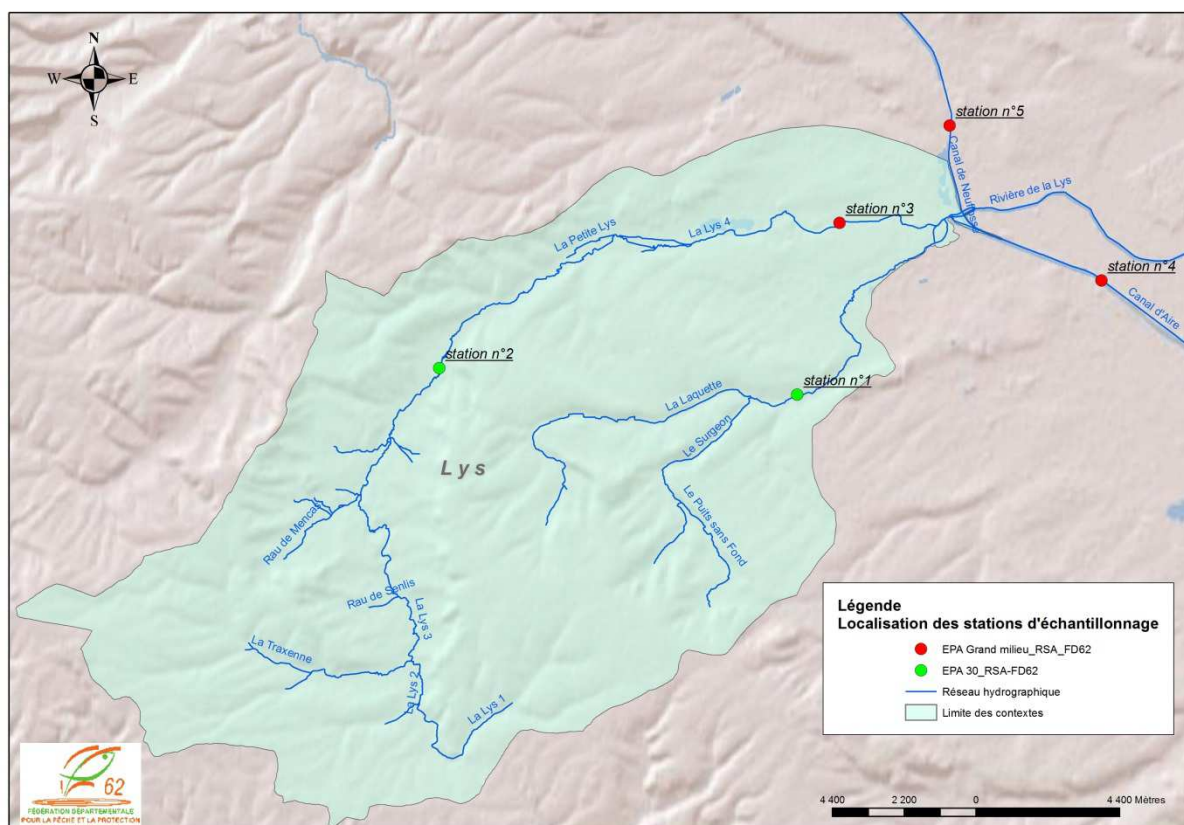 N
W E
S
station n°5
Canal de Neuffossé
Rivière de la Lys
station n°3
La Petite Lys
La Lys 4
station n°4
Canal d'Aire
station n°2
station n°1
La Laquette
Le Surgeon
Lys
Le Puits sans Fond
Rau de Mencas
Rau de Senlis
La Lys 3
La Traxenne
La Lys 2
La Lys 1
Légende
Localisation des stations d'échantillonnage
EPA Grand milieu_RSA_FD62
EPA 30_RSA-FD62
Réseau hydrographique
Limite des contextes
62
FÉDÉRATION DÉPARTEMENTALE
POUR LA PÊCHE ET LA PROTECTION
4 400 2 200 0 4 400 Mètres